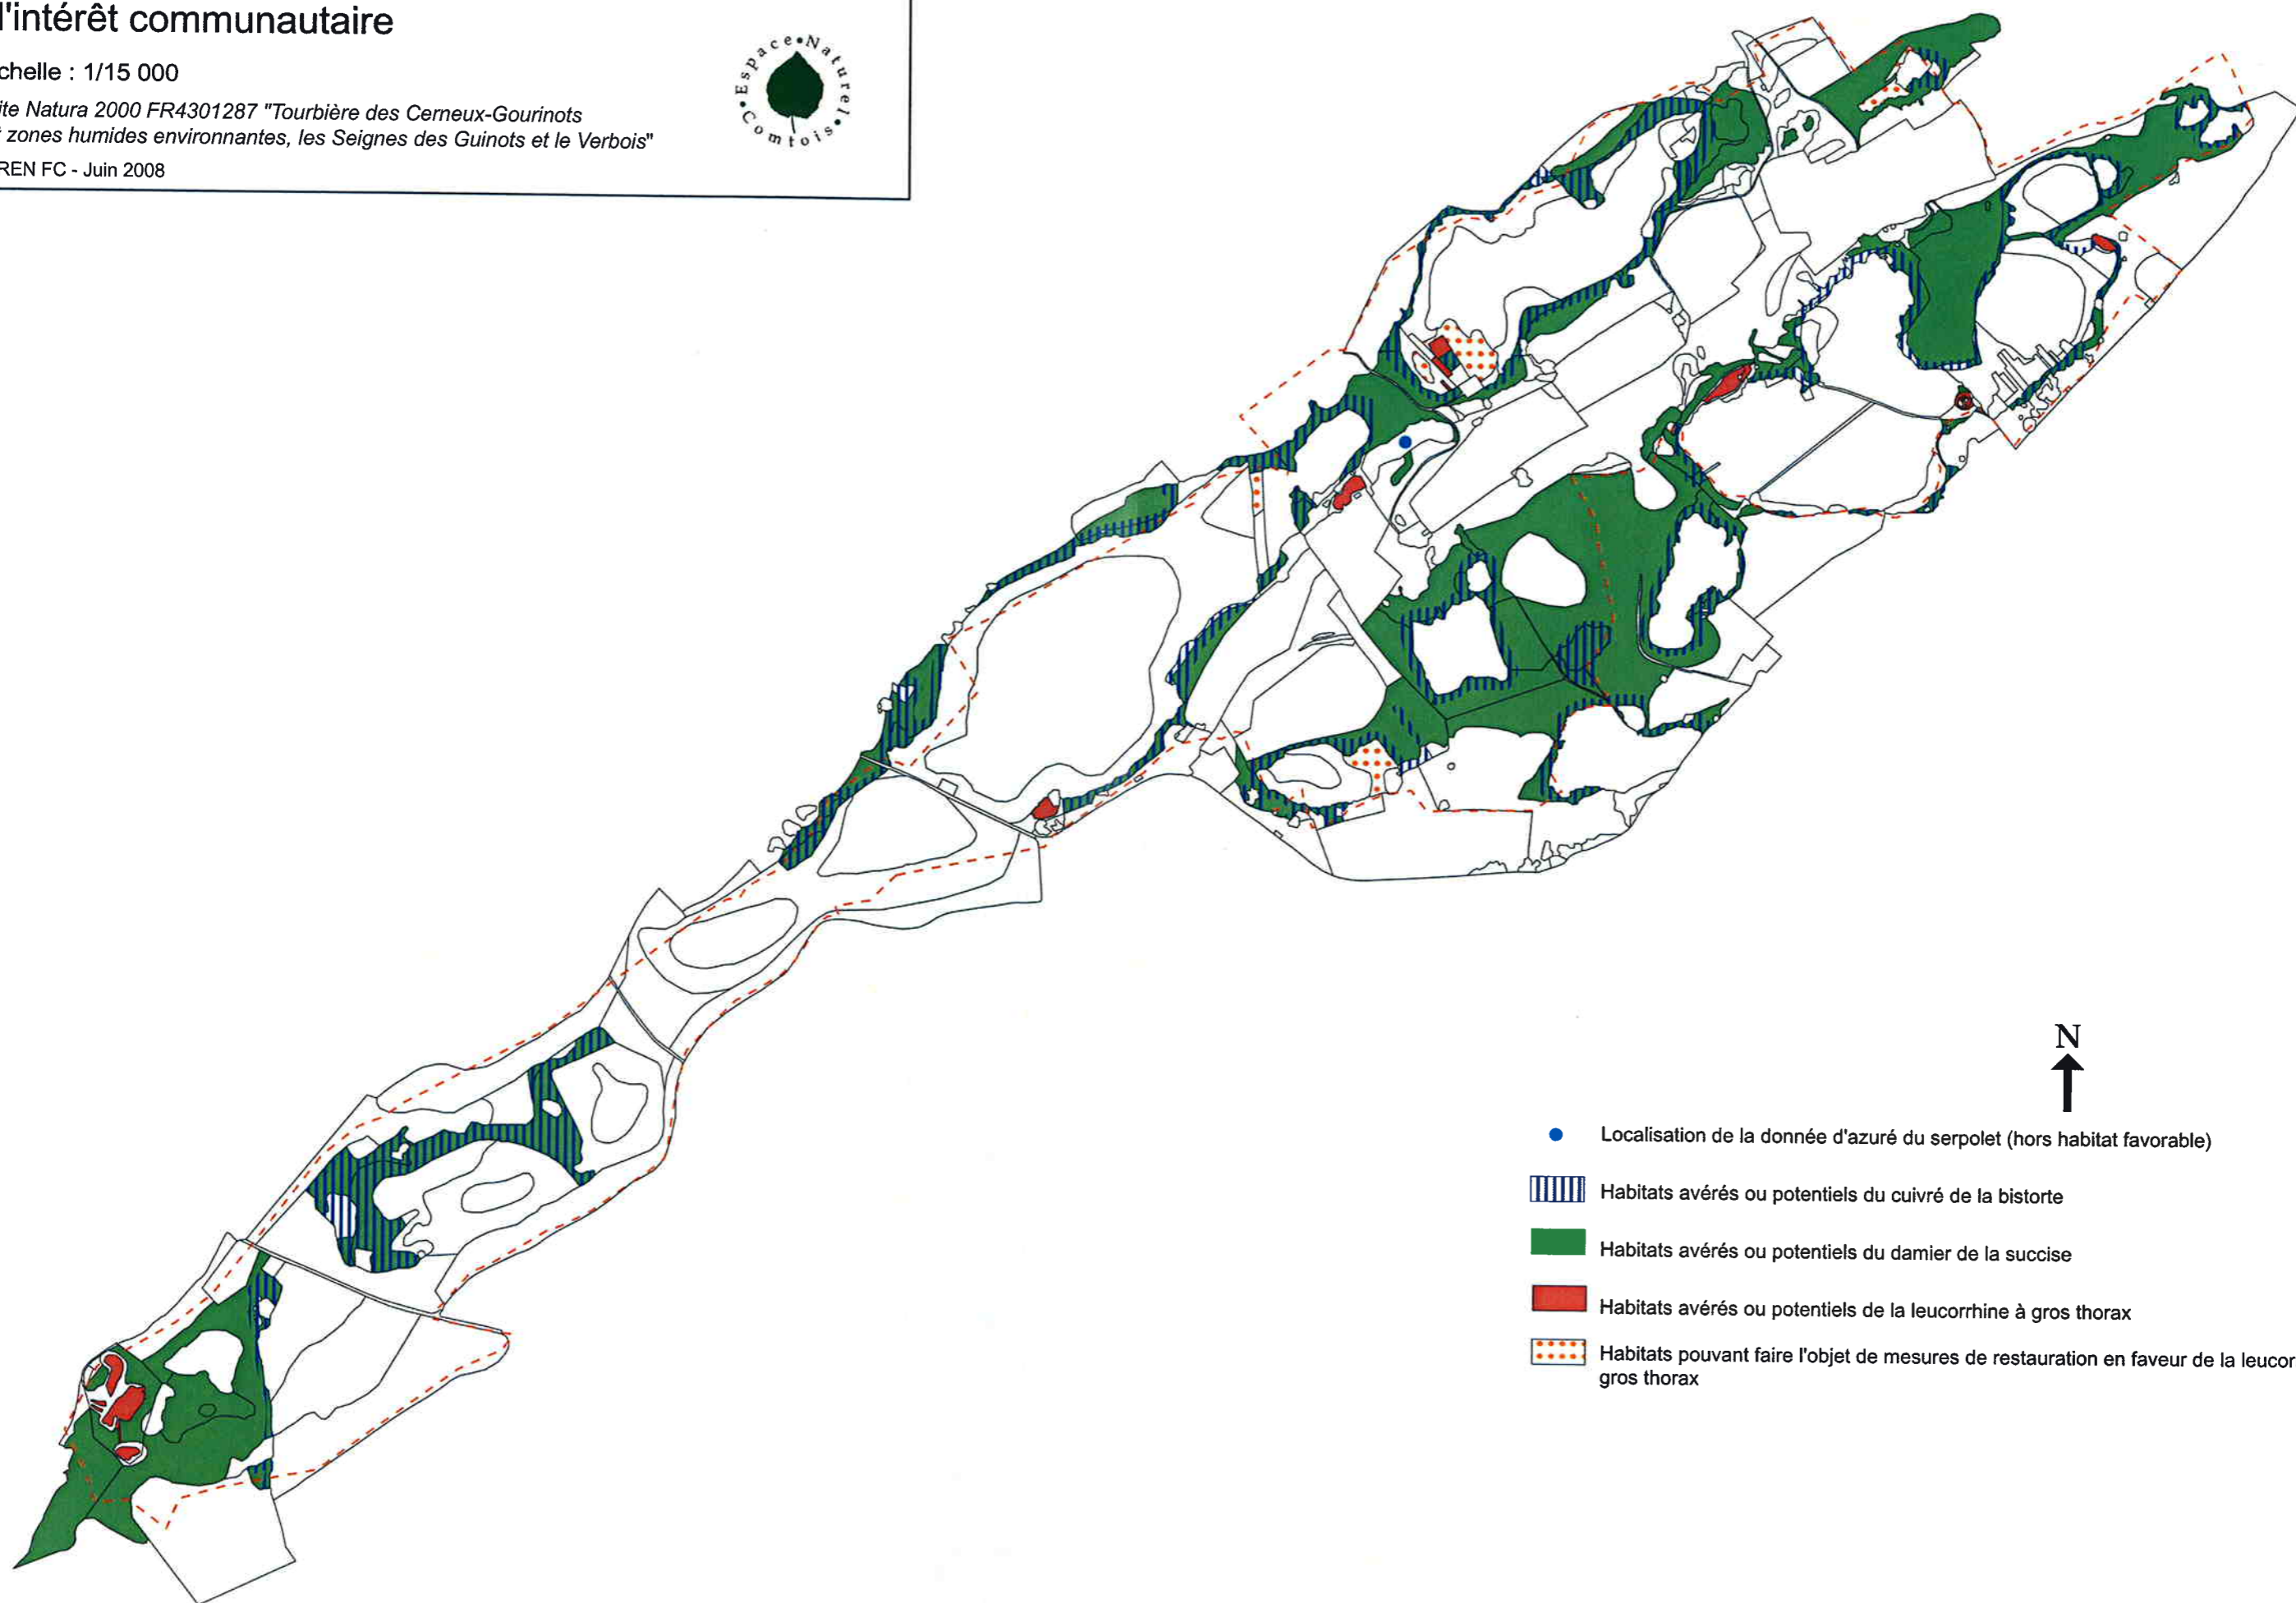 l'intérêt communautaire
chelle : 1/15 000
ite Natura 2000 FR4301287 "Tourbière des Cerneux-Gourinots
zones humides environnantes, les Seignes des Guinots et le Verbois"
REN FC - Juin 2008
Espace • Naturel • Comtois •
N
Localisation de la donnée d'azuré du serpolet (hors habitat favorable)
Habitats avérés ou potentiels du cuivré de la bistorte
Habitats avérés ou potentiels du damier de la succise
Habitats avérés ou potentiels de la leucorrhine à gros thorax
Habitats pouvant faire l'objet de mesures de restauration en faveur de la leucor
gros thorax